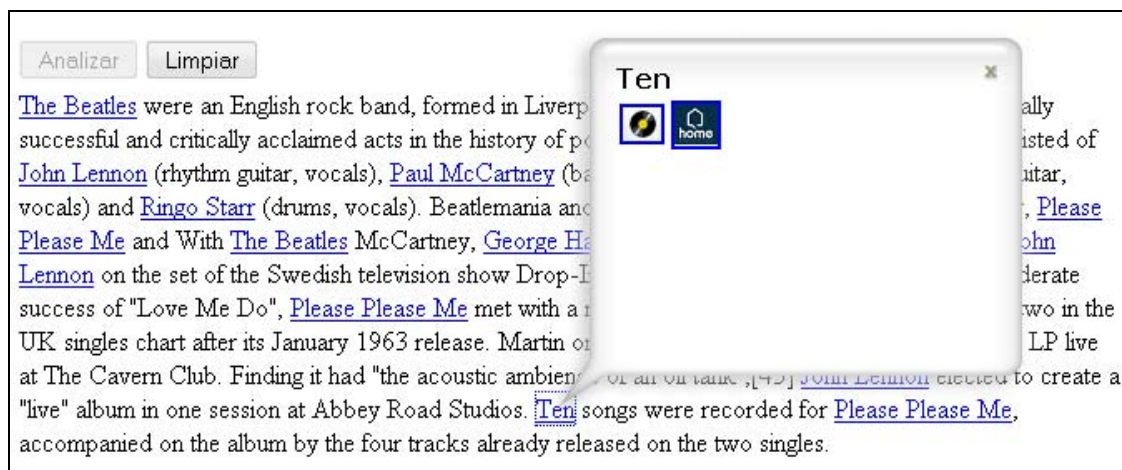 Analizar Limpiar
Ten
home
The Beatles were an English rock band, formed in ally
successful and critically acclaimed acts in the history of isted of
John Lennon (rhythm guitar, vocals), Paul McCartney uitar,
vocals) and Ringo Starr (drums, vocals). Beatlemania , Please
Please Me and With The Beatles McCartney, George ohn
Lennon on the set of the Swedish television show derate
success of "Love Me Do", Please Please Me met with a two in the
UK singles chart after its January 1963 release. Martin LP live
at The Cavern Club. Finding it had "the acoustic of an oil tank",[45] John Lennon elected to create a
"live" album in one session at Abbey Road Studios. Ten songs were recorded for Please Please Me,
accompanied on the album by the four tracks already released on the two singles.